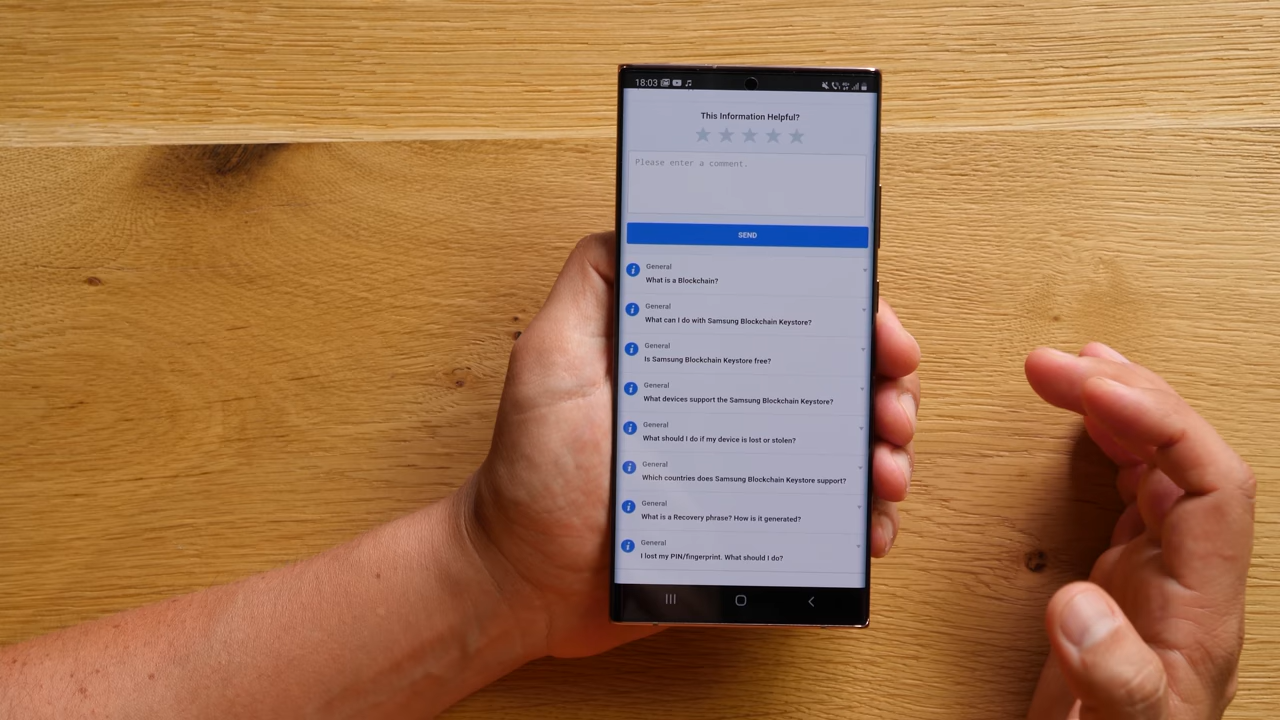 18:03
This Information Helpful?
Please enter a comment.
SEND
General
What is a Blockchain?
General
What can I do with Samsung Blockchain Keystore?
General
Is Samsung Blockchain Keystore free?
General
What devices support the Samsung Blockchain Keystore?
General
What should I do if my device is lost or stolen?
General
Which countries does Samsung Blockchain Keystore support?
General
What is a Recovery phrase? How is it generated?
General
I lost my PIN/fingerprint. What should I do?